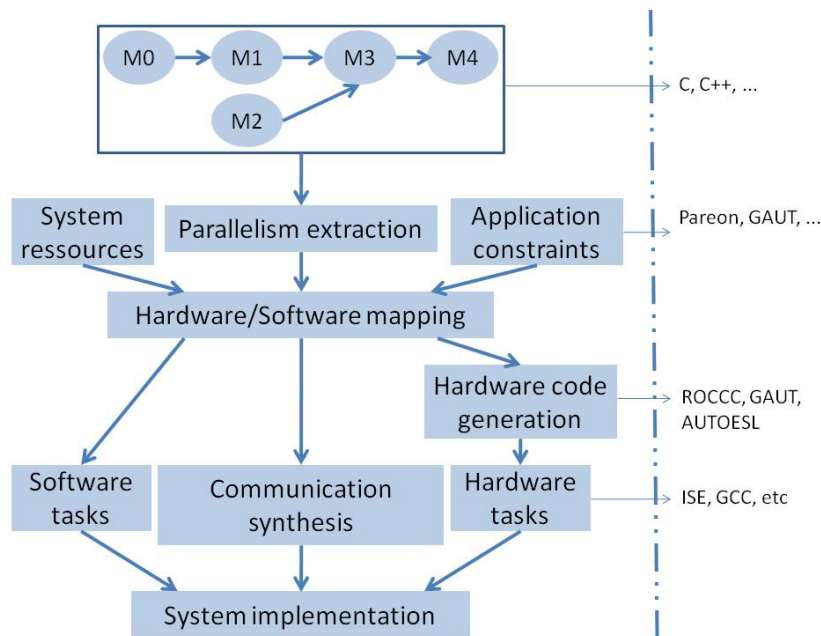 M0
M1
M3
M4
M2
C, C++, ...
System
ressources
Parallelism extraction
Application
constraints
Pareon, GAUT, ...
Hardware/Software mapping
Hardware code
generation
ROCCC, GAUT,
AUTOESL
Software
tasks
Communication
synthesis
Hardware
tasks
ISE, GCC, etc
System implementation